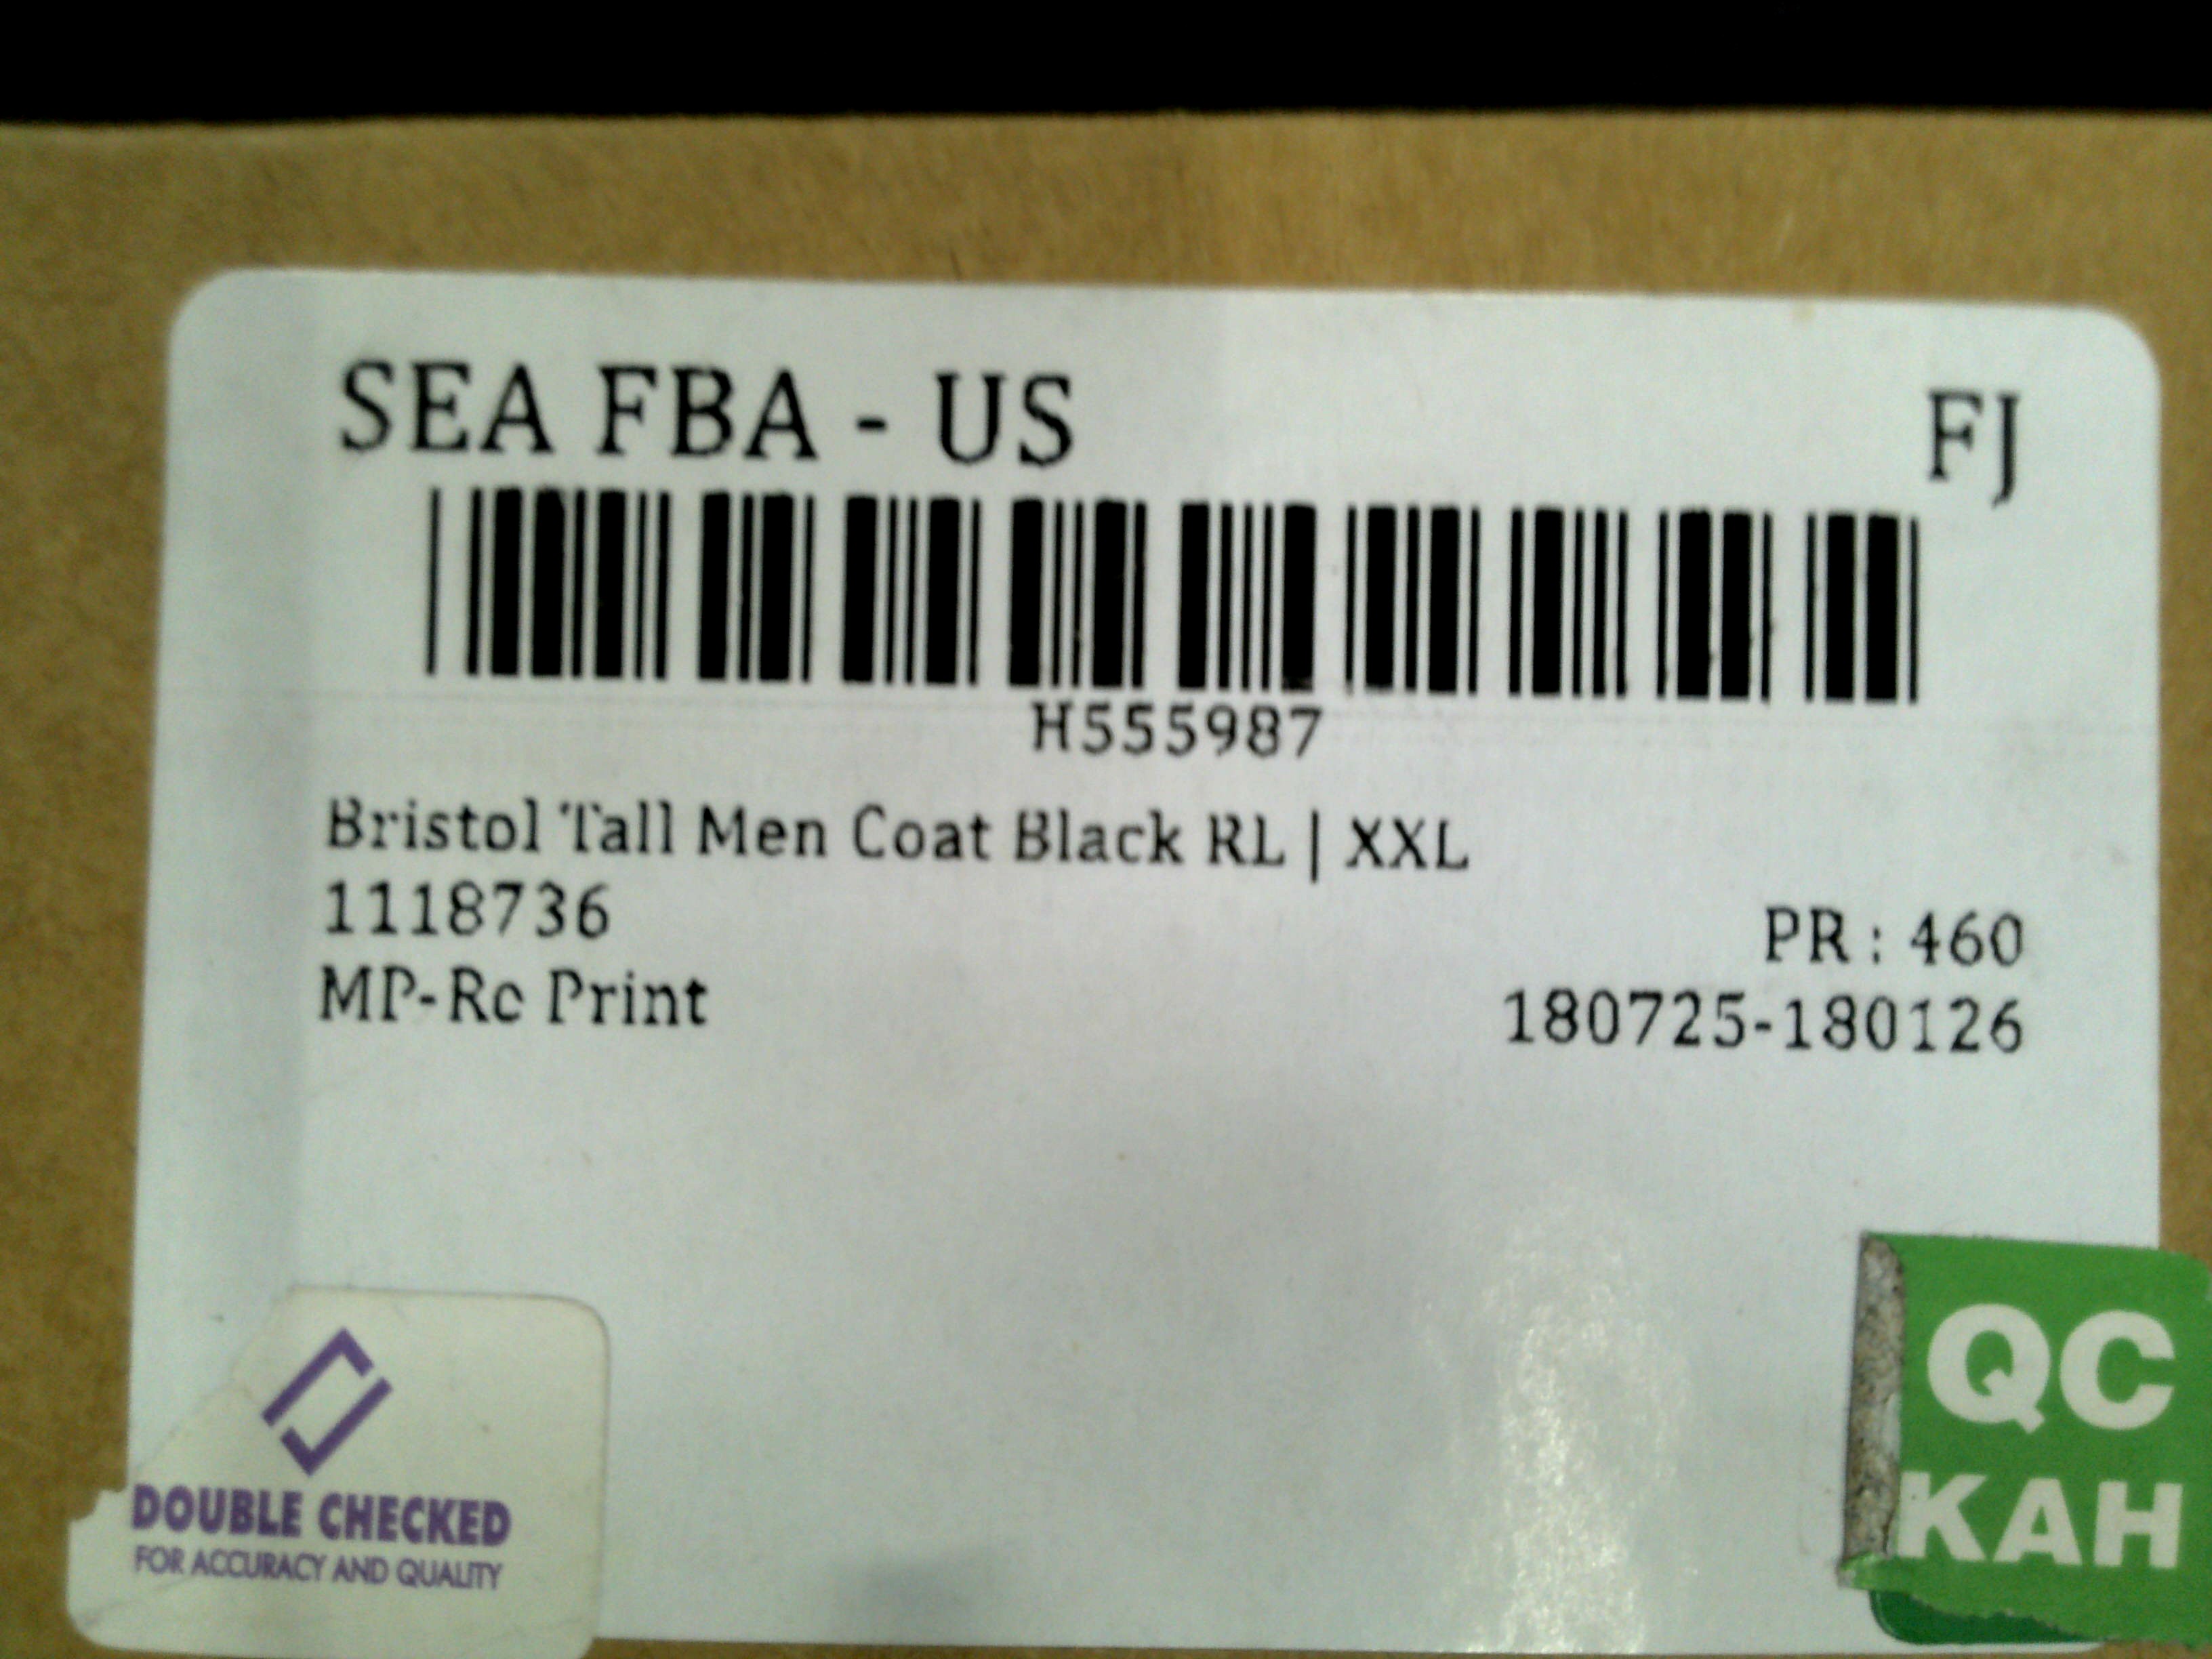 SEA FBA - US
FJ
H555987
Bristol Tall Men Coat Black RL | XXL
1118736
PR : 460
MP-Rc Print
180725-180126
DOUBLE CHECKED
FOR ACCURACY AND QUALITY
QC
KAH